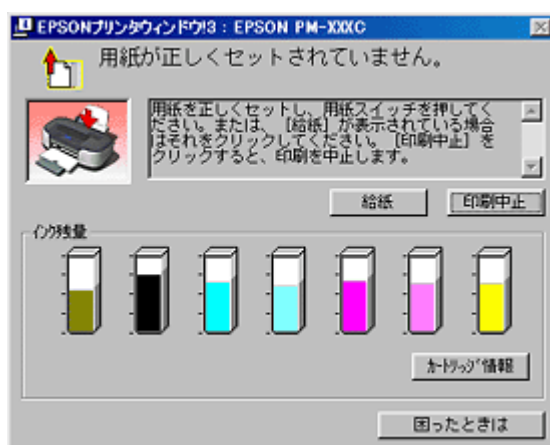 EPSONプリンタウィンドウ!3 : EPSON PM-XXXC
用紙が正しくセットされていません。
用紙を正しくセットし、用紙スイッチを押してく
ださい。または、[給紙] が表示されている場合
はそれをクリックしてください。[印刷中止] を
クリックすると、印刷を中止します。
給紙
印刷中止
インク残量
カートリッジ情報
困ったときは